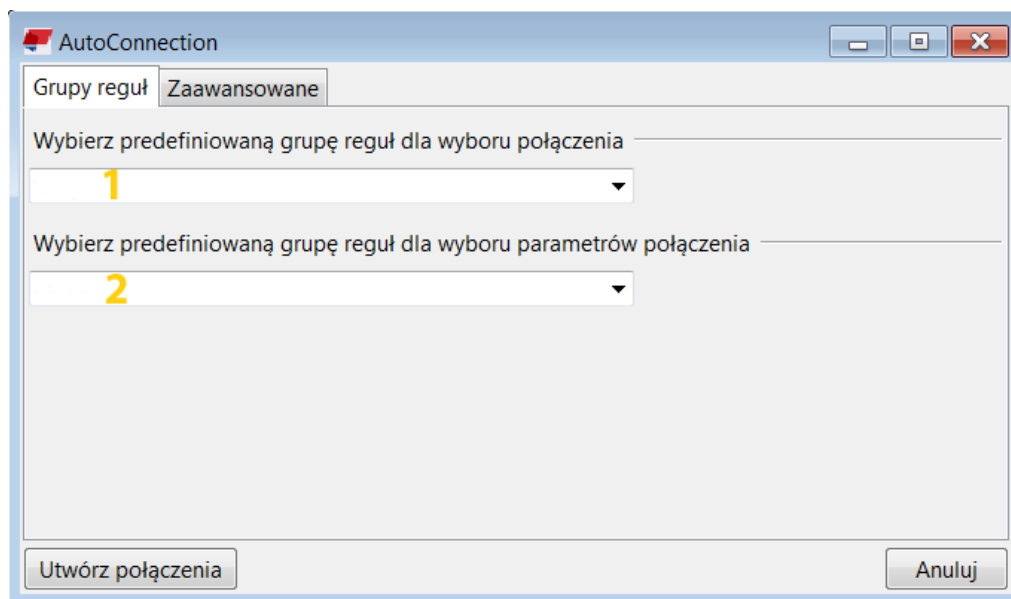 AutoConnection
Grupy reguł Zaawansowane
Wybierz predefiniowaną grupę reguł dla wyboru połączenia
1
Wybierz predefiniowaną grupę reguł dla wyboru parametrów połączenia
2
Utwórz połączenia Anuluj